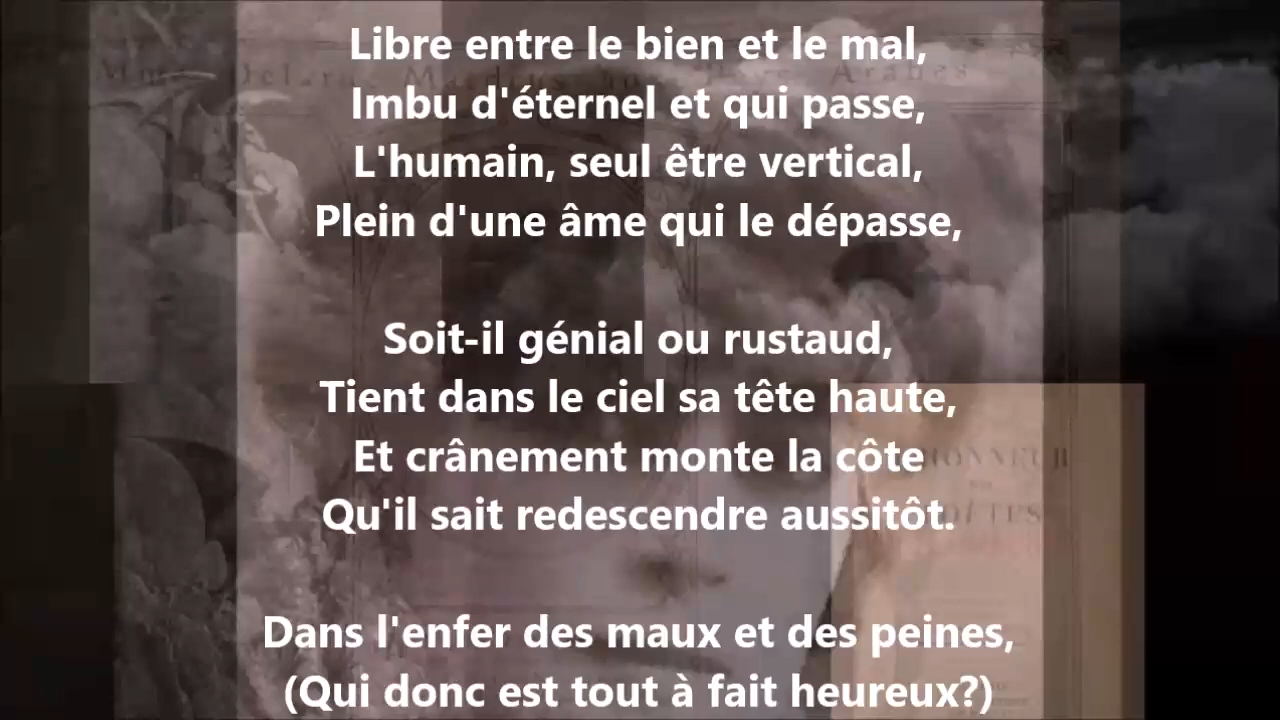 Libre entre le bien et le mal,
Imbu d'éternel et qui passe,
L'humain, seul être vertical,
Plein d'une âme qui le dépasse,
Soit-il génial ou rustaud,
Tient dans le ciel sa tête haute,
Et crânement monte la côte
Qu'il sait redescendre aussitôt.
Dans l'enfer des maux et des peines,
(Qui donc est tout à fait heureux?)